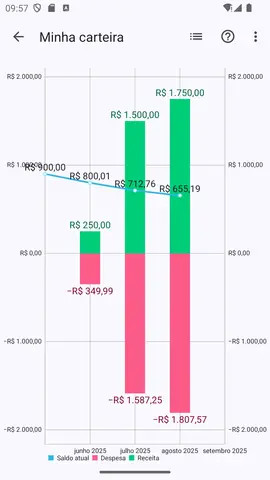 09:57
Minha carteira
R$ 2.000,00
R$ 2.000,00
R$ 1.750,00
R$ 1.500,00
R$ 1.000,00
R$ 1.000,00
R$ 900,00
R$ 800,01
R$ 712,76
R$ 655,19
R$ 250,00
R$ 0,00
R$ 0,00
−R$ 349,99
−R$ 1.000,00
−R$ 1.000,00
−R$ 1.587,25
−R$ 1.807,57
−R$ 2.000,00
−R$ 2.000,00
junho 2025 julho 2025 agosto 2025 setembro 2025
Saldo atual Despesa Receita